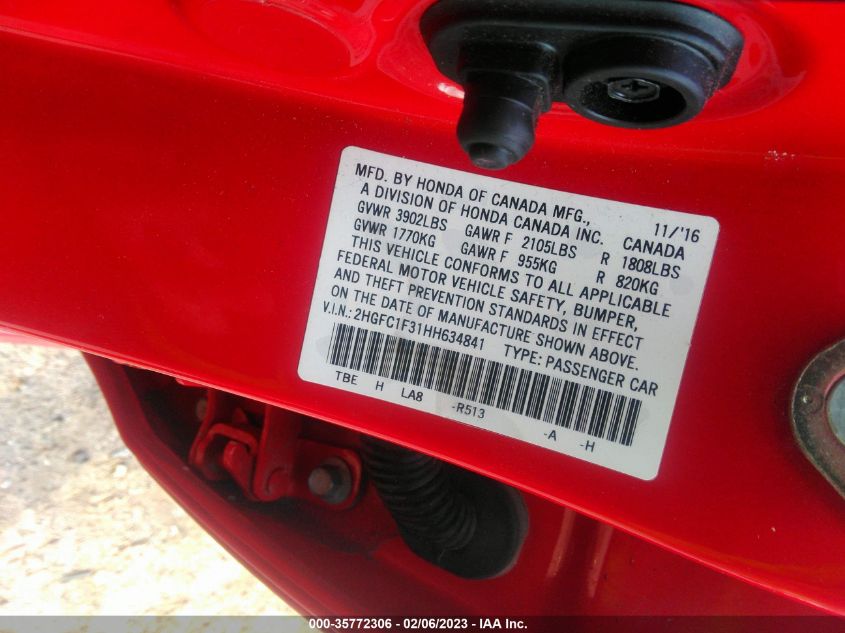 MFD. BY HONDA OF CANADA MFG.,
A DIVISION OF HONDA CANADA INC. 11/'16
GVWR 3902LBS GAWR F 2105LBS R 1808LBS CANADA
GVWR 1770KG GAWR F 955KG R 820KG
THIS VEHICLE CONFORMS TO ALL APPLICABLE
FEDERAL MOTOR VEHICLE SAFETY, BUMPER,
AND THEFT PREVENTION STANDARDS IN EFFECT
ON THE DATE OF MANUFACTURE SHOWN ABOVE.
V.I.N.:2HGFC1F31HH634841 TYPE: PASSENGER CAR
TBE H LA8 -R513 -A -H
000-35772306 - 02/06/2023 - IAA Inc.